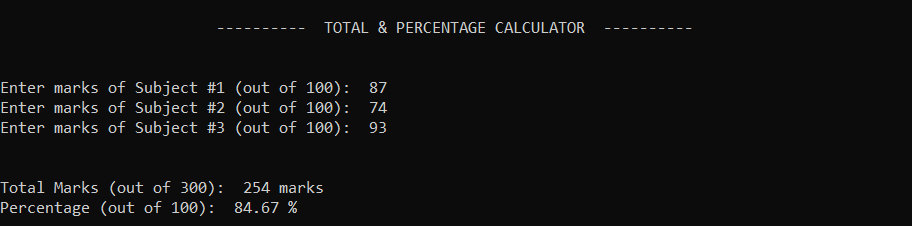 ----------  TOTAL & PERCENTAGE CALCULATOR  ----------
Enter marks of Subject #1 (out of 100):  87
Enter marks of Subject #2 (out of 100):  74
Enter marks of Subject #3 (out of 100):  93
Total Marks (out of 300):  254 marks
Percentage (out of 100):  84.67 %